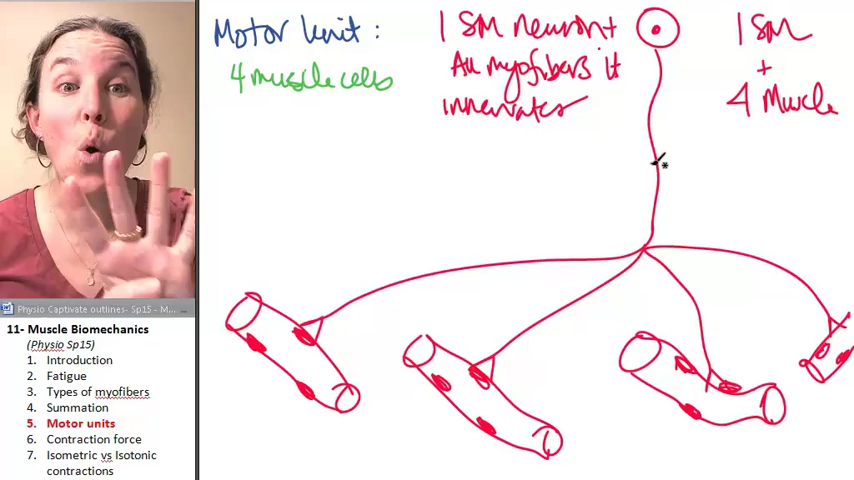 Motor Unit:
4 muscle cells
1 SM neuron +
All myofibers it
innervates
1 SM
+
4 Muscle
Physio Captivate outlines- Sp15 - M...
11- Muscle Biomechanics
(Physio Sp15)
1. Introduction
2. Fatigue
3. Types of myofibers
4. Summation
5. Motor units
6. Contraction force
7. Isometric vs Isotonic
contractions